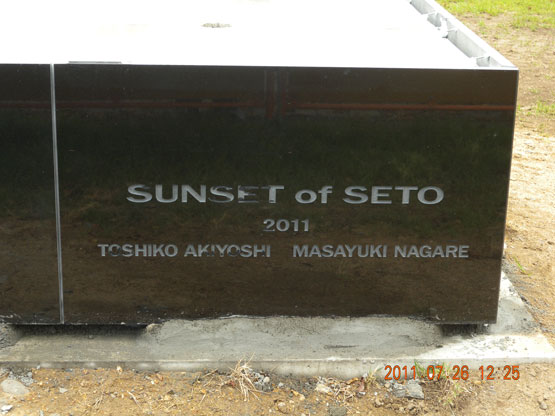 SUNSET of SETO
2011
TOSHIKO AKIYOSHI MASAYUKI NAGARE
2011.07.26 12:25